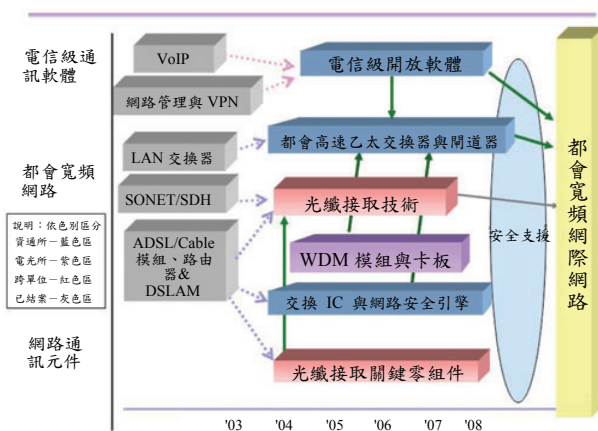 電信級通
訊軟體
VoIP
網路管理與 VPN
電信級開放軟體
都會寬頻
網路
LAN 交換器
都會高速乙太交換器與閘道器
SONET/SDH
光纖接取技術
說明：依色別區分
資通所－藍色區
電光所－紫色區
跨單位－紅色區
已結案－灰色區
ADSL/Cable
模組、路由
器&
DSLAM
WDM 模組與卡板
交換 IC 與網路安全引擎
網路通
訊元件
光纖接取關鍵零組件
安全支援
都會寬頻網際網路
'03 '04 '05 '06 '07 '08